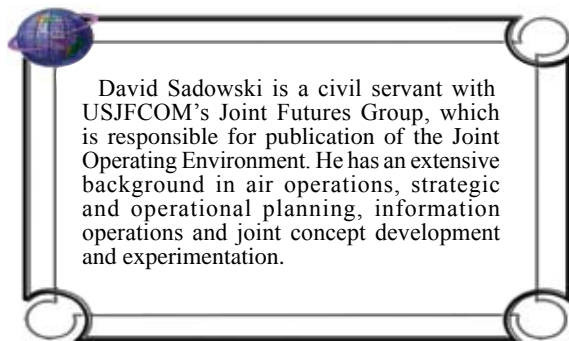 David Sadowski is a civil servant with
USJFCOM's Joint Futures Group, which
is responsible for publication of the Joint
Operating Environment. He has an extensive
background in air operations, strategic
and operational planning, information
operations and joint concept development
and experimentation.